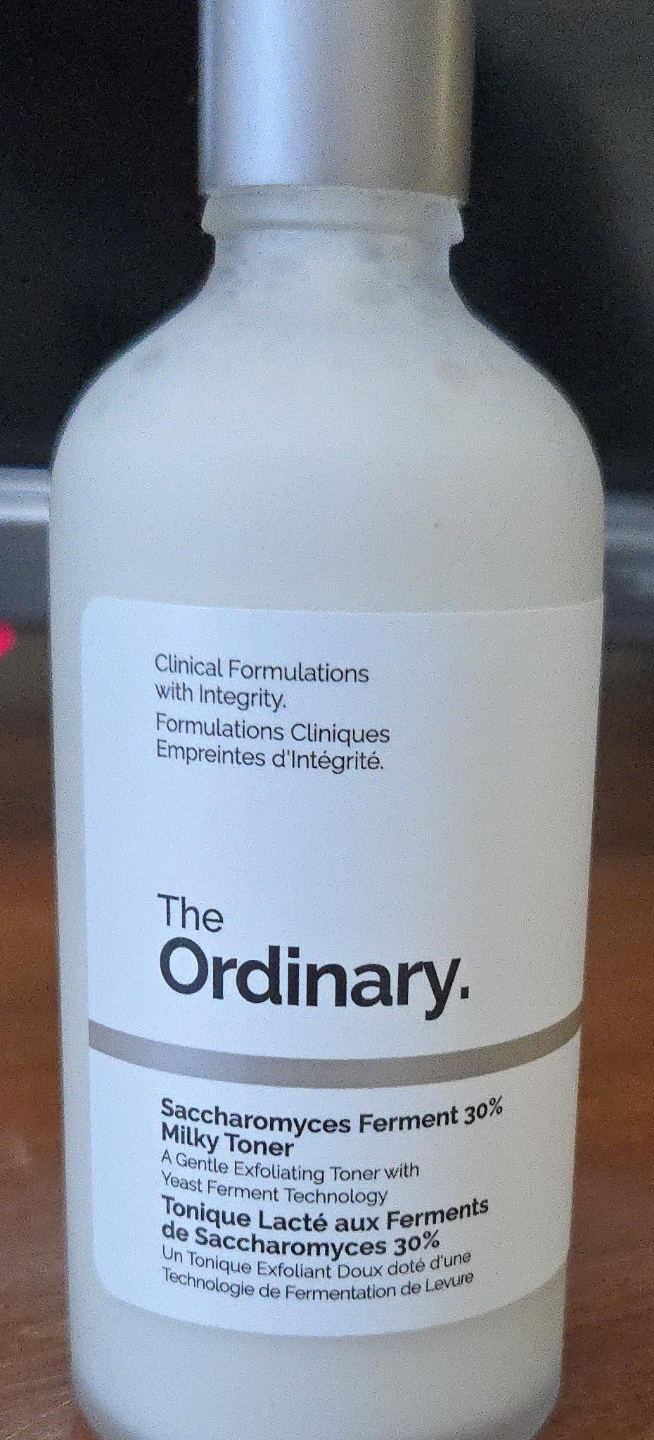 Clinical Formulations
with Integrity.
Formulations Cliniques
Empreintes d'Intégrité.
The
Ordinary.
Saccharomyces Ferment 30%
Milky Toner
A Gentle Exfoliating Toner with
Yeast Ferment Technology
Tonique Lacté aux Ferments
de Saccharomyces 30%
Un Tonique Exfoliant Doux doté d'une
Technologie de Fermentation de Levure